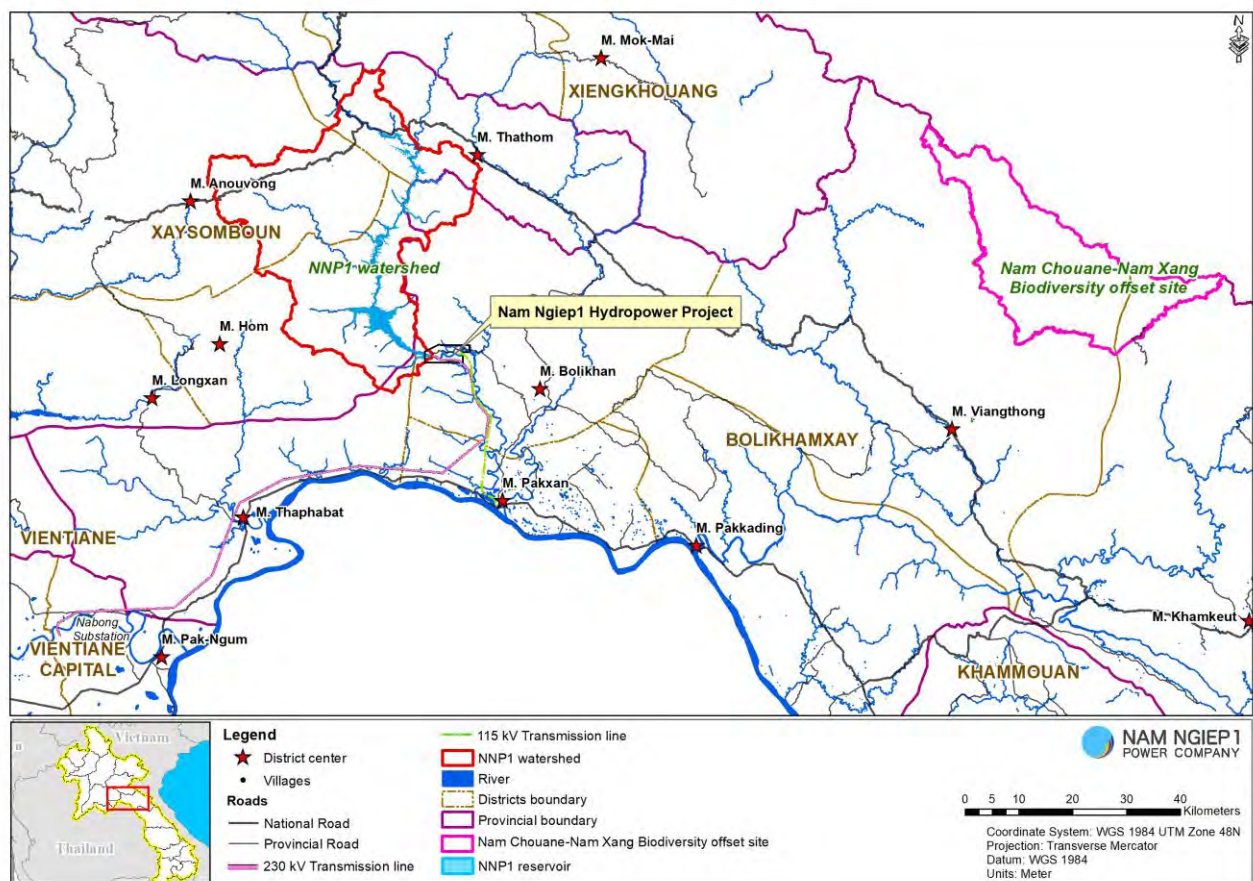 N
M. Mok-Mai
XIENGKHOUANG
M. Thathom
M. Anouvong
XAYSOMBOUN
NNP1 watershed
Nam Chouane-Nam Xang
Biodiversity offset site
Nam Ngiep1 Hydropower Project
M. Hom
M. Longxan
M. Bolikhan
M. Viangthong
BOLIKHAMXAY
M. Pakxan
M. Thaphabat
M. Pakkading
VIENTIANE
Nabong
Substation
M. Pak-Ngum
VIENTIANE
CAPITAL
M. Khamkeut
KHAMMOUAN
Vietnam
Thailand
Legend
District center
Villages
Roads
National Road
Provincial Road
230 kV Transmission line
115 kV Transmission line
NNP1 watershed
River
Districts boundary
Provincial boundary
Nam Chouane-Nam Xang Biodiversity offset site
NNP1 reservoir
NAM NGIEP1
POWER COMPANY
0 5 10 20 30 40
Kilometers
Coordinate System: WGS 1984 UTM Zone 48N
Projection: Transverse Mercator
Datum: WGS 1984
Units: Meter